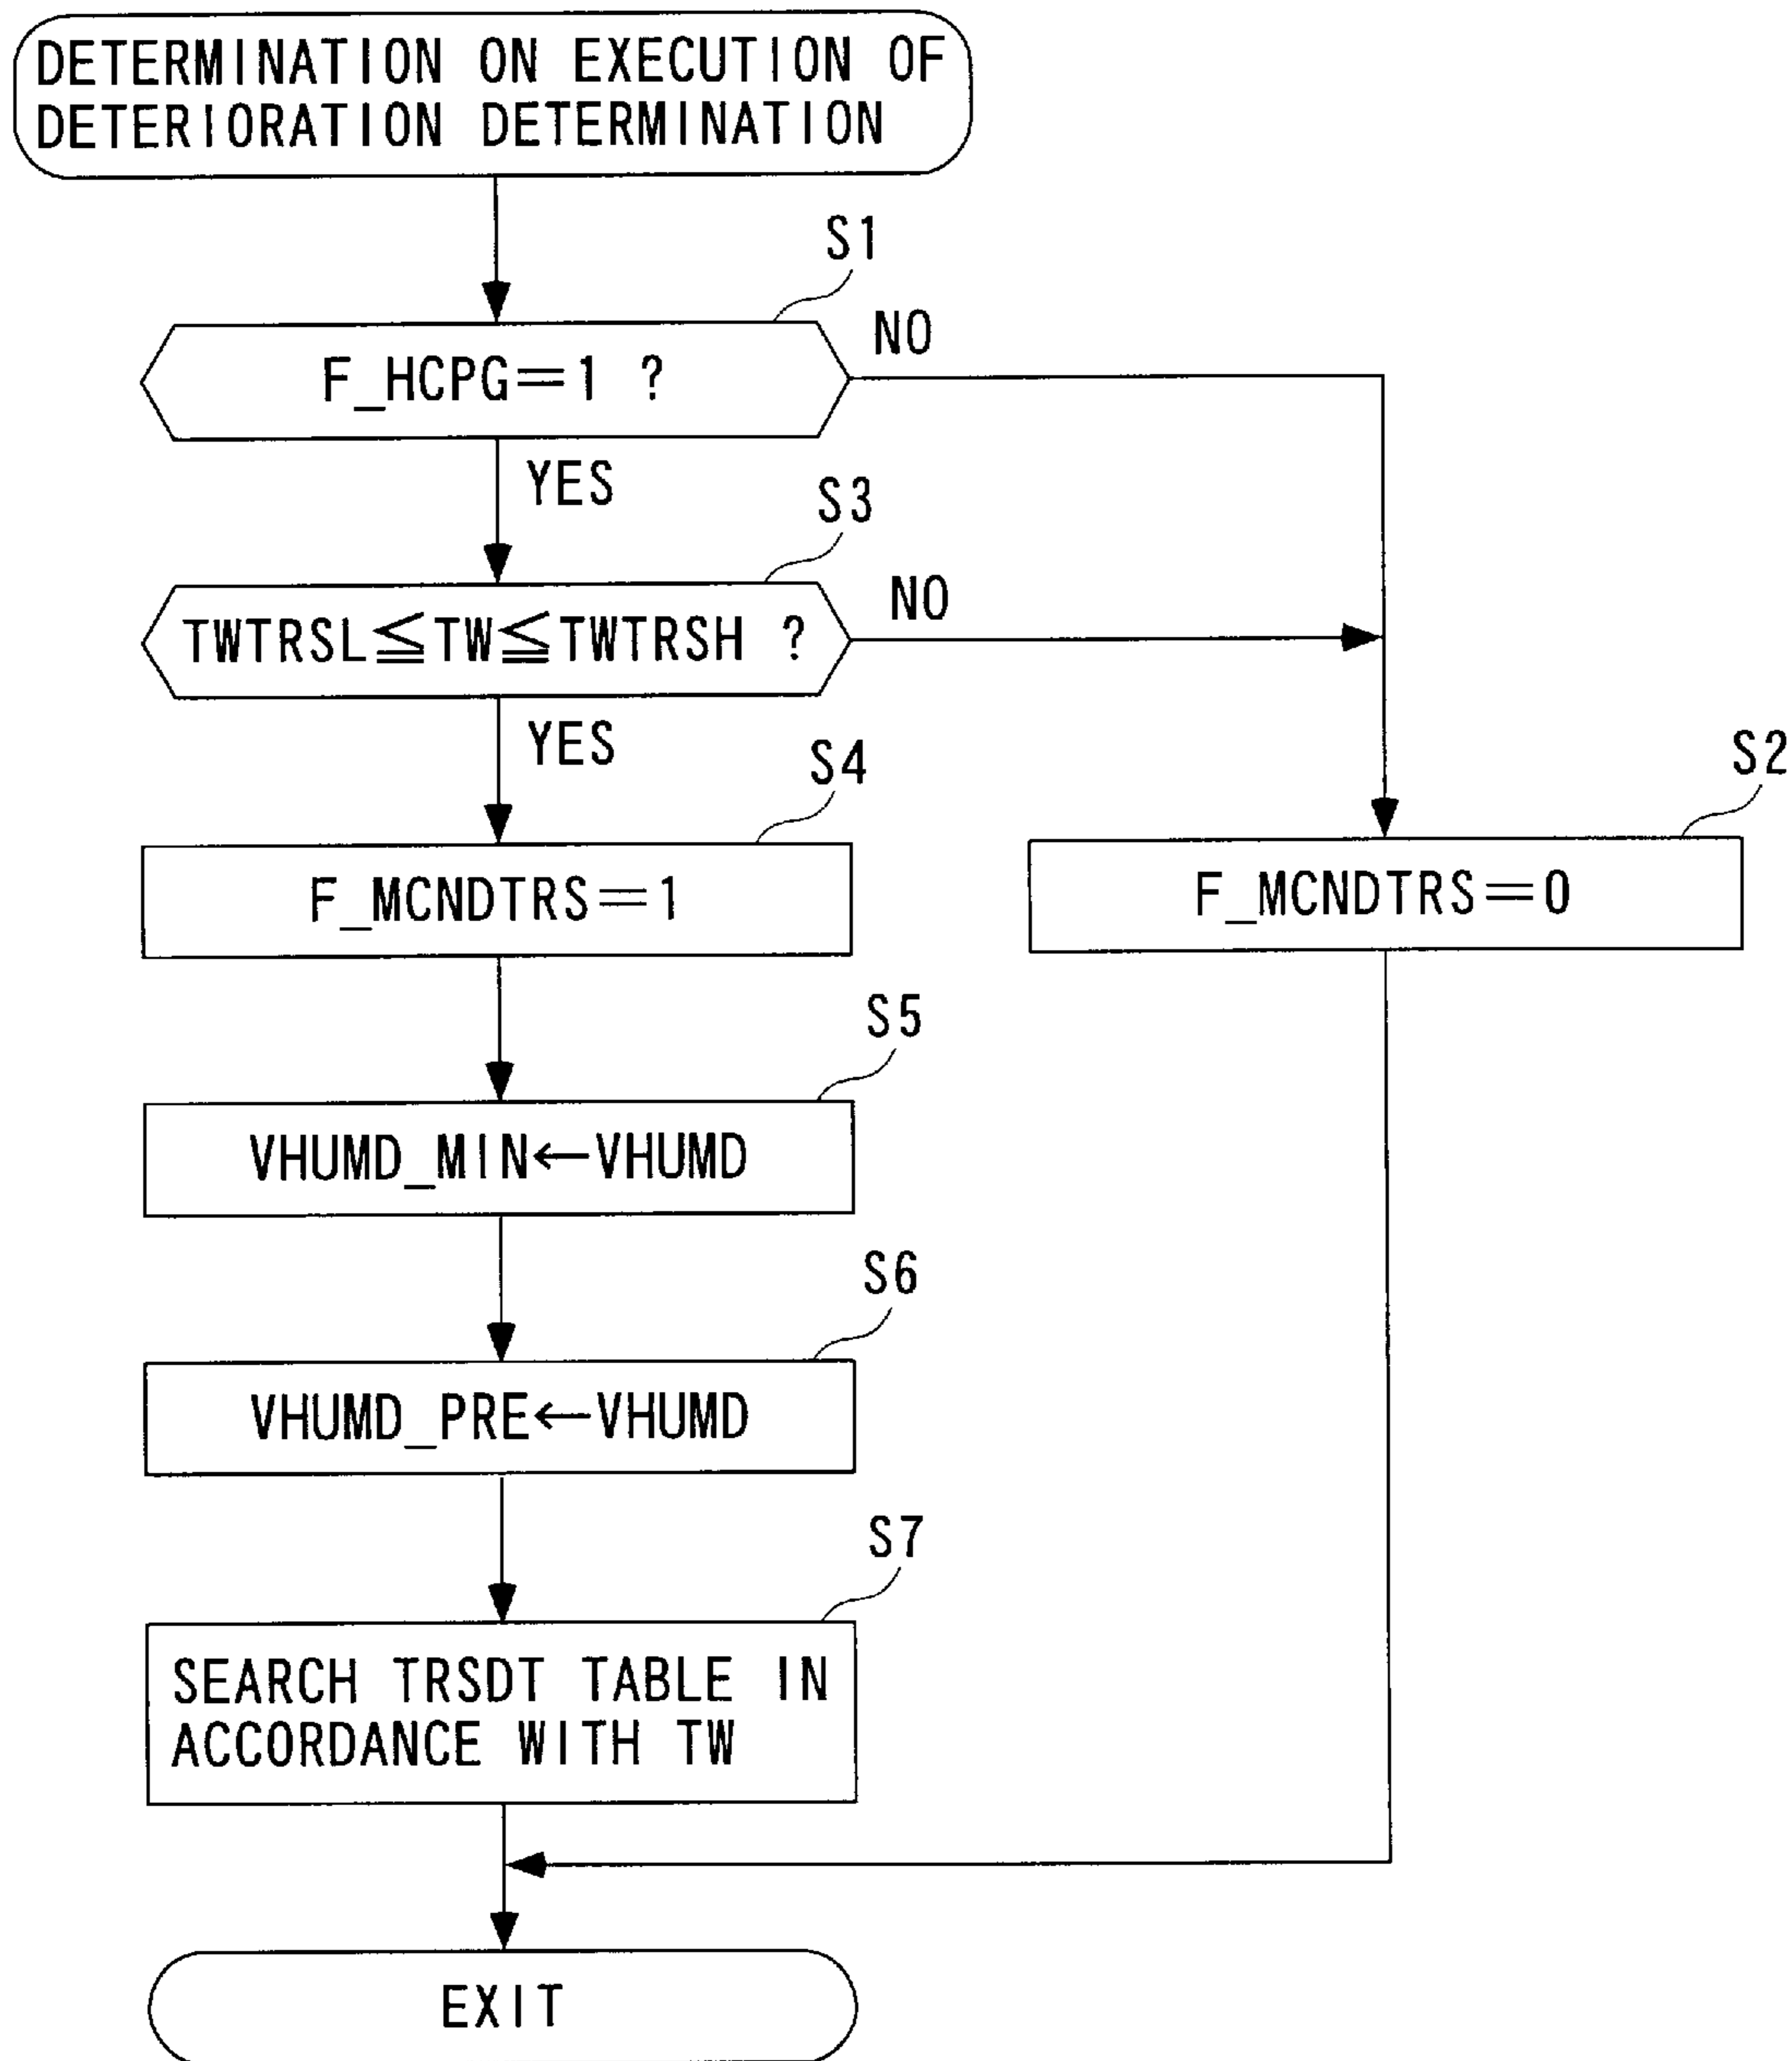 DETERMINATION ON EXECUTION OF
DETERIORATION DETERMINATION
S1
F_HCPG=1 ?
NO
YES
S3
TWTRSL≦TW≦TWTRSH ?
NO
YES
S4
F_MCNDTRS=1
S2
F_MCNDTRS=0
S5
VHUMD_MIN←VHUMD
S6
VHUMD_PRE←VHUMD
S7
SEARCH TRSDT TABLE IN
ACCORDANCE WITH TW
EXIT